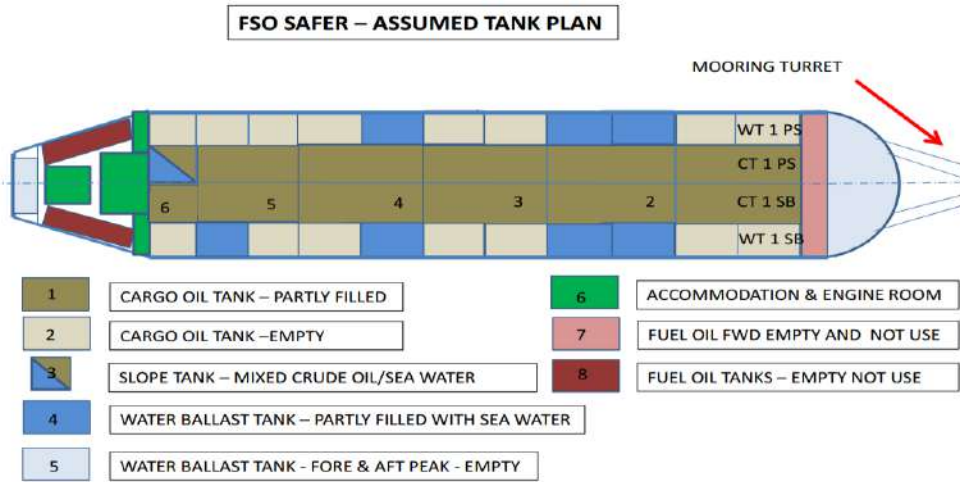 FSO SAFER – ASSUMED TANK PLAN
MOORING TURRET
WT 1 PS
CT 1 PS
6 5 4 3 2 CT 1 SB
WT 1 SB
1 CARGO OIL TANK – PARTLY FILLED
2 CARGO OIL TANK –EMPTY
3 SLOPE TANK – MIXED CRUDE OIL/SEA WATER
4 WATER BALLAST TANK – PARTLY FILLED WITH SEA WATER
5 WATER BALLAST TANK - FORE & AFT PEAK - EMPTY
6 ACCOMMODATION & ENGINE ROOM
7 FUEL OIL FWD EMPTY AND NOT USE
8 FUEL OIL TANKS – EMPTY NOT USE